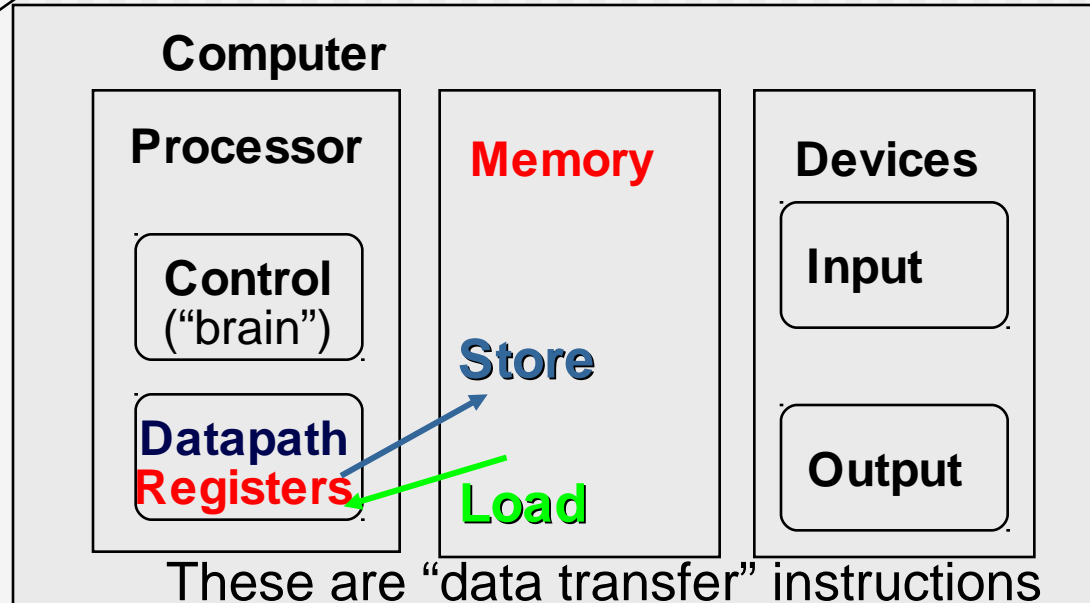 Computer
Processor
Control
(“brain”)
Datapath
Registers
Memory
Store
Load
Devices
Input
Output
These are “data transfer” instructions